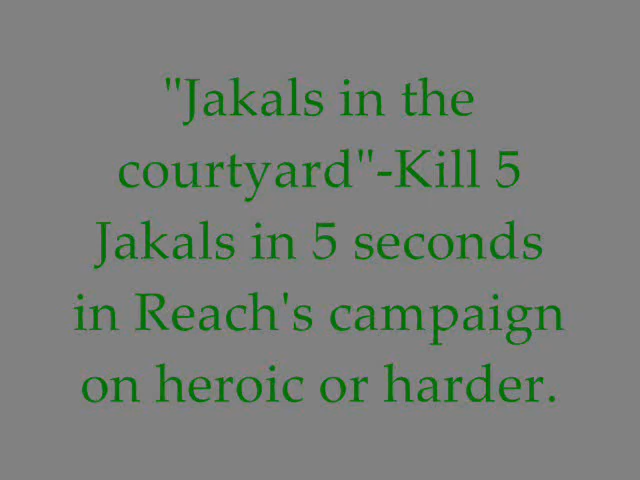 "Jakals in the
courtyard"-Kill 5
Jakals in 5 seconds
in Reach's campaign
on heroic or harder.